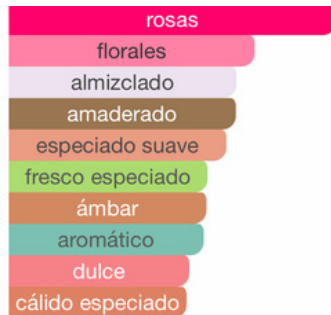 rosas
florales
almizclado
amaderado
especiado suave
fresco especiado
ámbar
aromático
dulce
cálido especiado